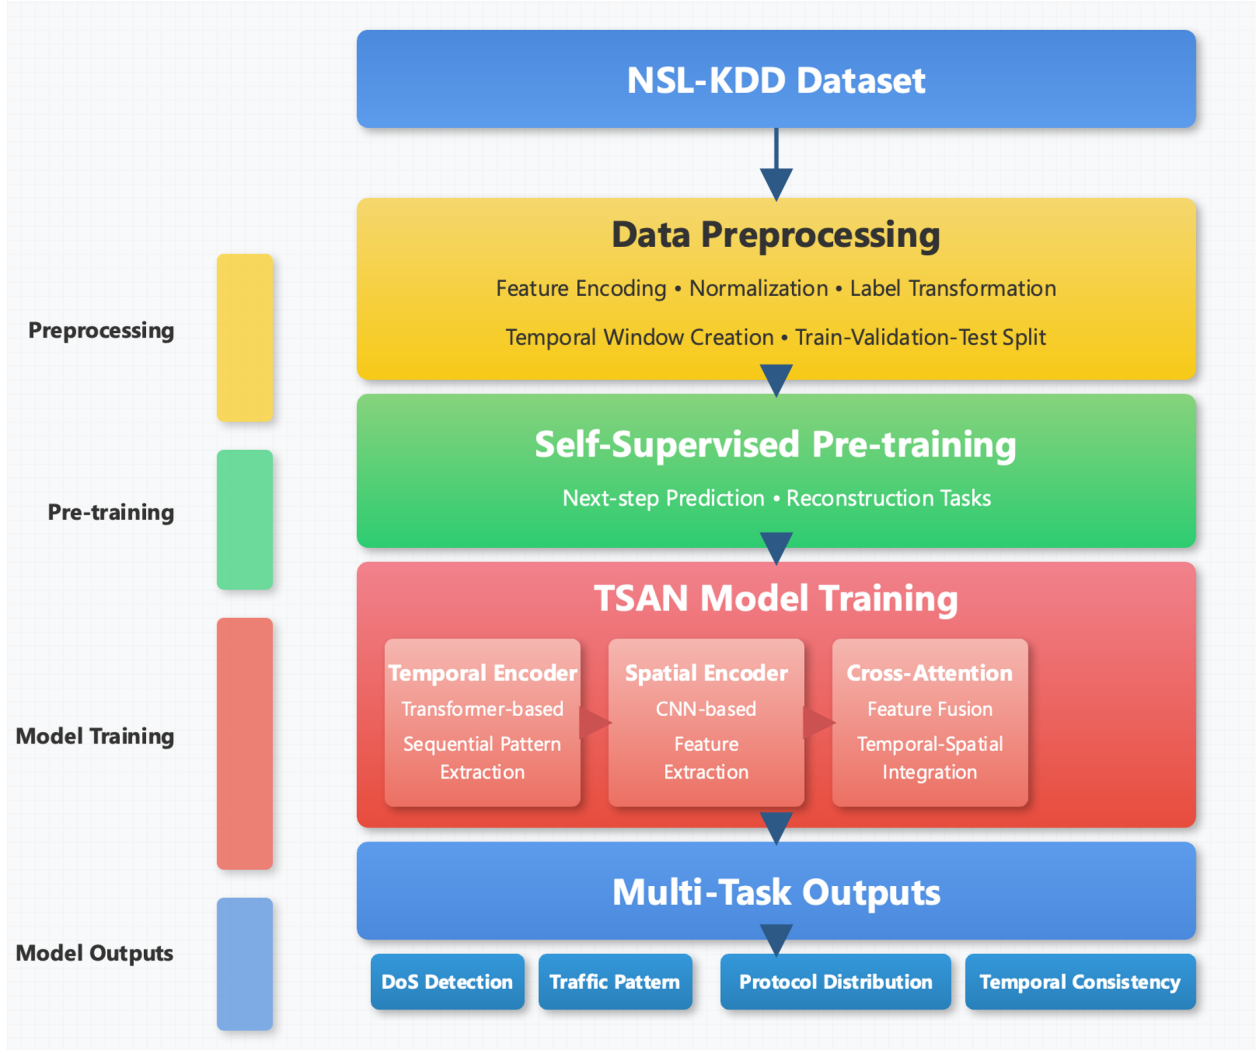 NSL-KDD Dataset
Data Preprocessing
Feature Encoding • Normalization • Label Transformation
Temporal Window Creation • Train-Validation-Test Split
Preprocessing
Self-Supervised Pre-training
Next-step Prediction • Reconstruction Tasks
Pre-training
TSAN Model Training
Temporal Encoder
Transformer-based
Sequential Pattern
Extraction
Spatial Encoder
CNN-based
Feature
Extraction
Cross-Attention
Feature Fusion
Temporal-Spatial
Integration
Model Training
Multi-Task Outputs
Model Outputs
DoS Detection
Traffic Pattern
Protocol Distribution
Temporal Consistency